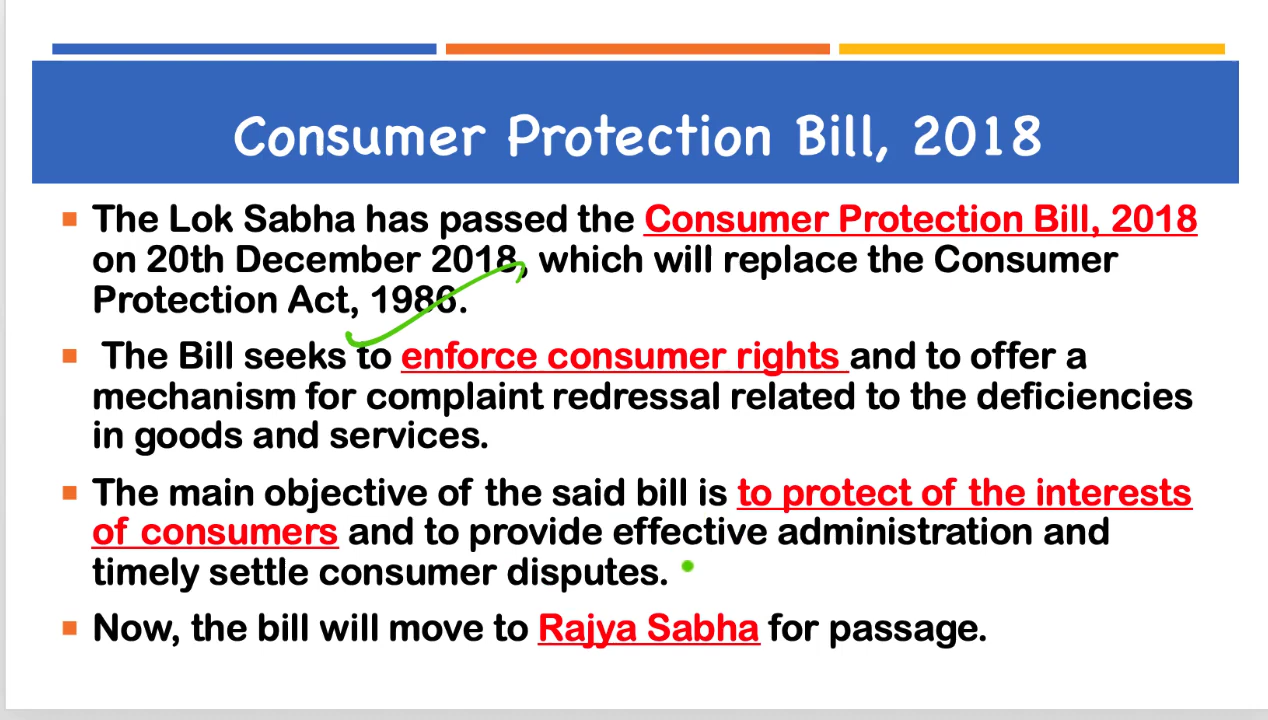 Consumer Protection Bill, 2018
The Lok Sabha has passed the Consumer Protection Bill, 2018
on 20th December 2018, which will replace the Consumer
Protection Act, 1986.
The Bill seeks to enforce consumer rights and to offer a
mechanism for complaint redressal related to the deficiencies
in goods and services.
The main objective of the said bill is to protect of the interests
of consumers and to provide effective administration and
timely settle consumer disputes.
Now, the bill will move to Rajya Sabha for passage.